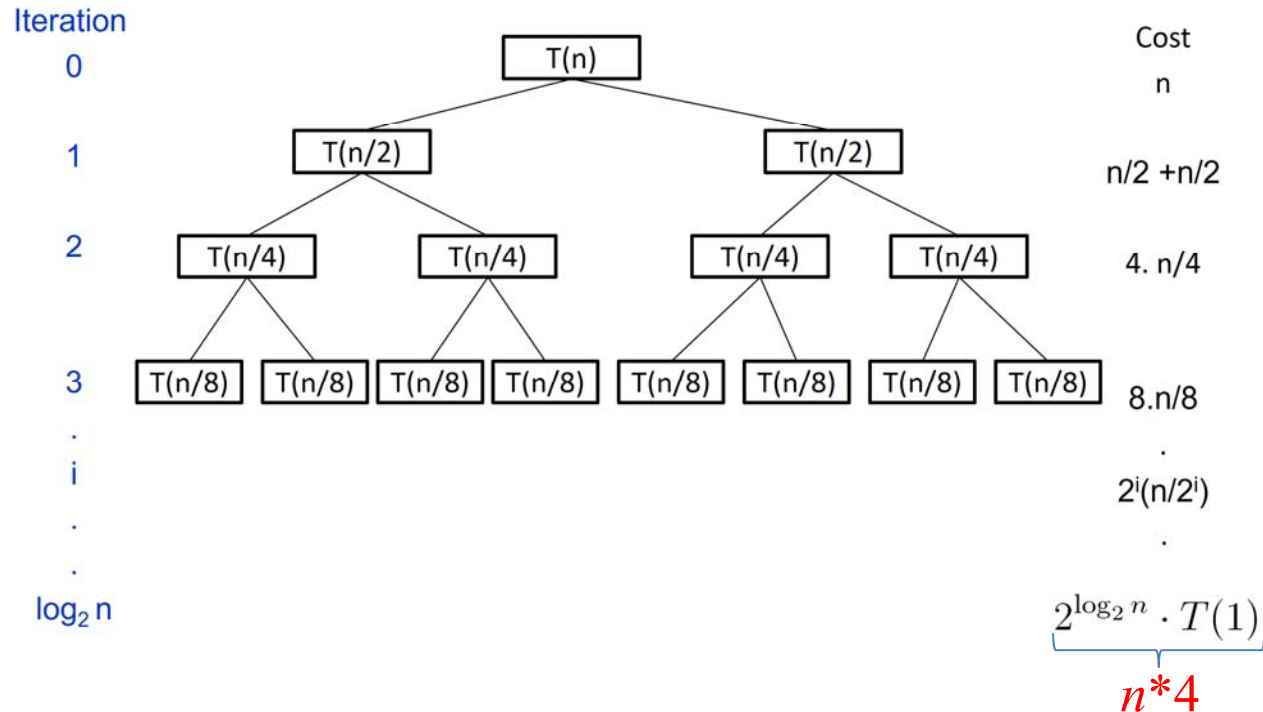 Iteration
Cost
0
T(n)
n
1
T(n/2) T(n/2)
n/2 +n/2
2
T(n/4) T(n/4) T(n/4) T(n/4)
4. n/4
3
T(n/8) T(n/8) T(n/8) T(n/8) T(n/8) T(n/8) T(n/8) T(n/8)
8.n/8
.
.
i
2ⁱ(n/2ⁱ)
.
.
.
log₂ n
2^{log₂ n} · T(1)
n*4